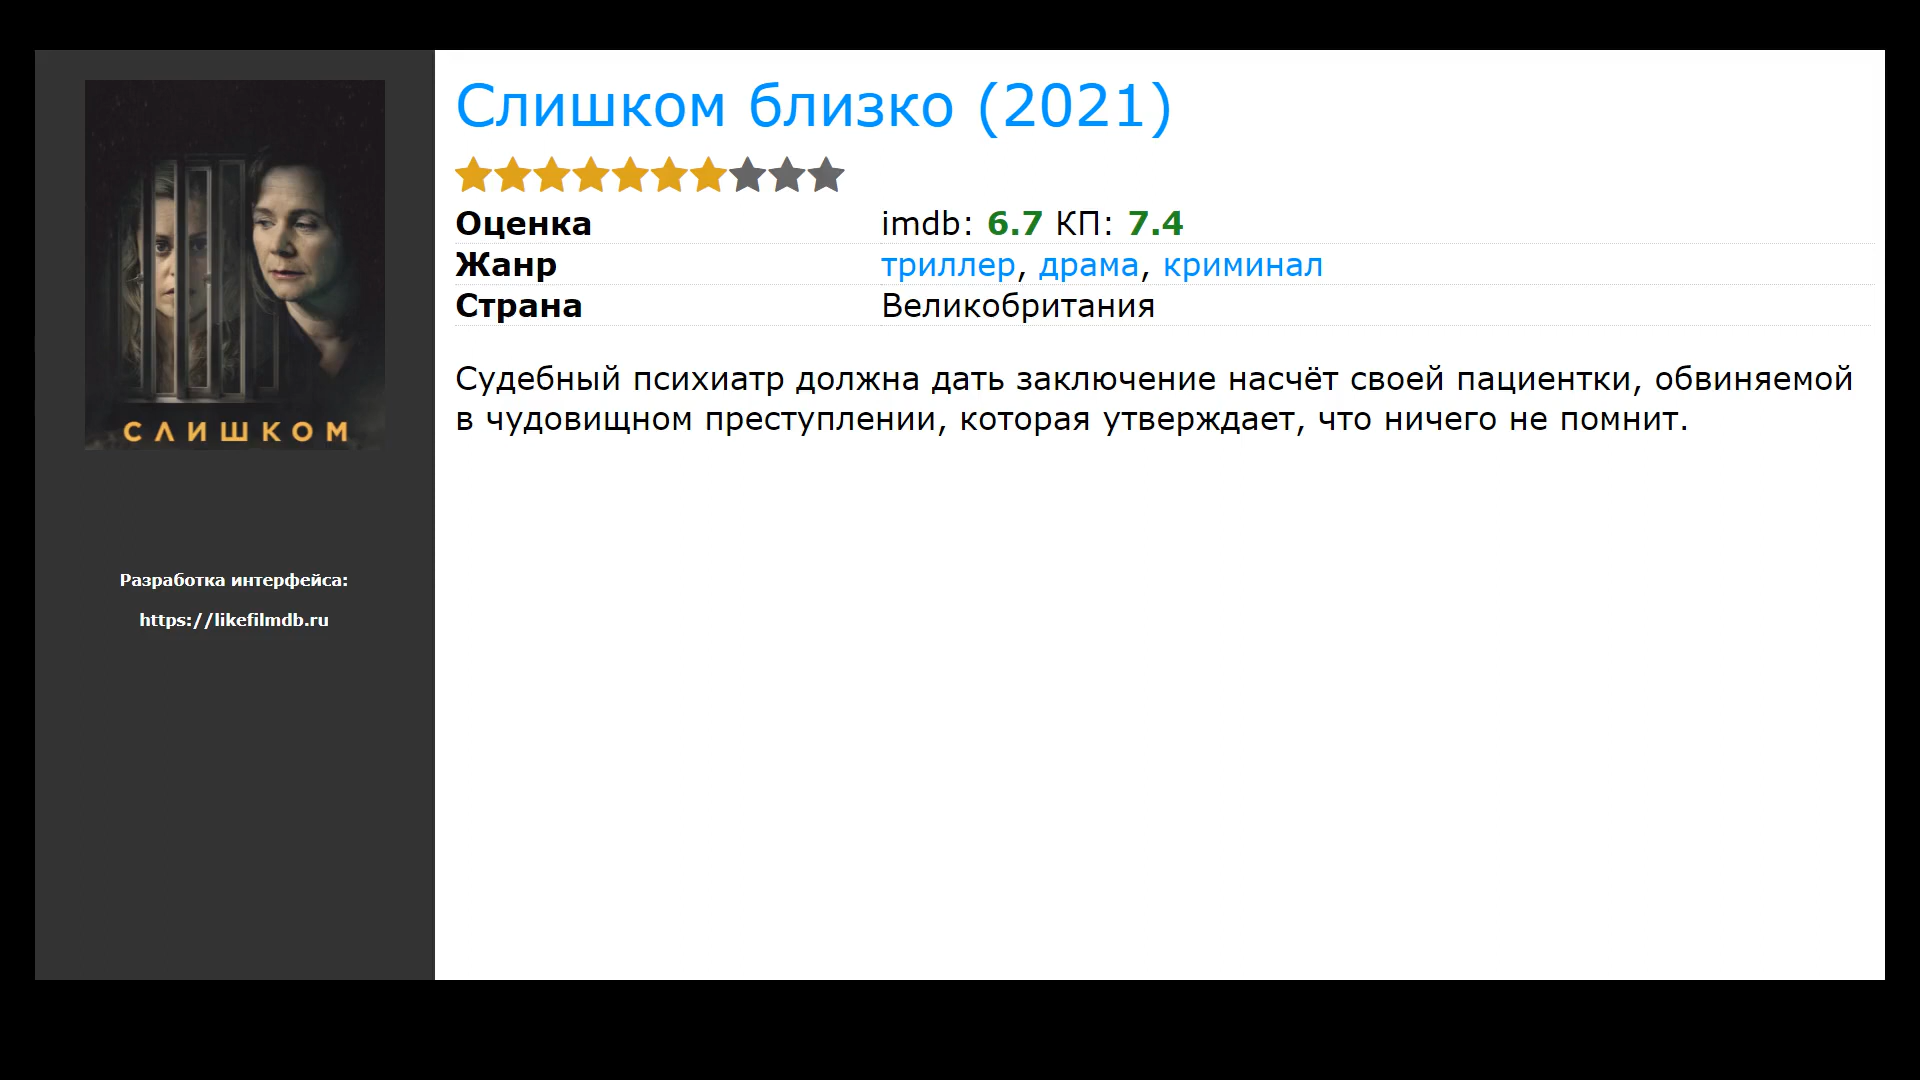 Слишком близко (2021)
Оценка imdb: 6.7 КП: 7.4
Жанр триллер, драма, криминал
Страна Великобритания
Судебный психиатр должна дать заключение насчёт своей пациентки, обвиняемой
в чудовищном преступлении, которая утверждает, что ничего не помнит.
СЛИШКОМ
Разработка интерфейса:
https://likefilmdb.ru